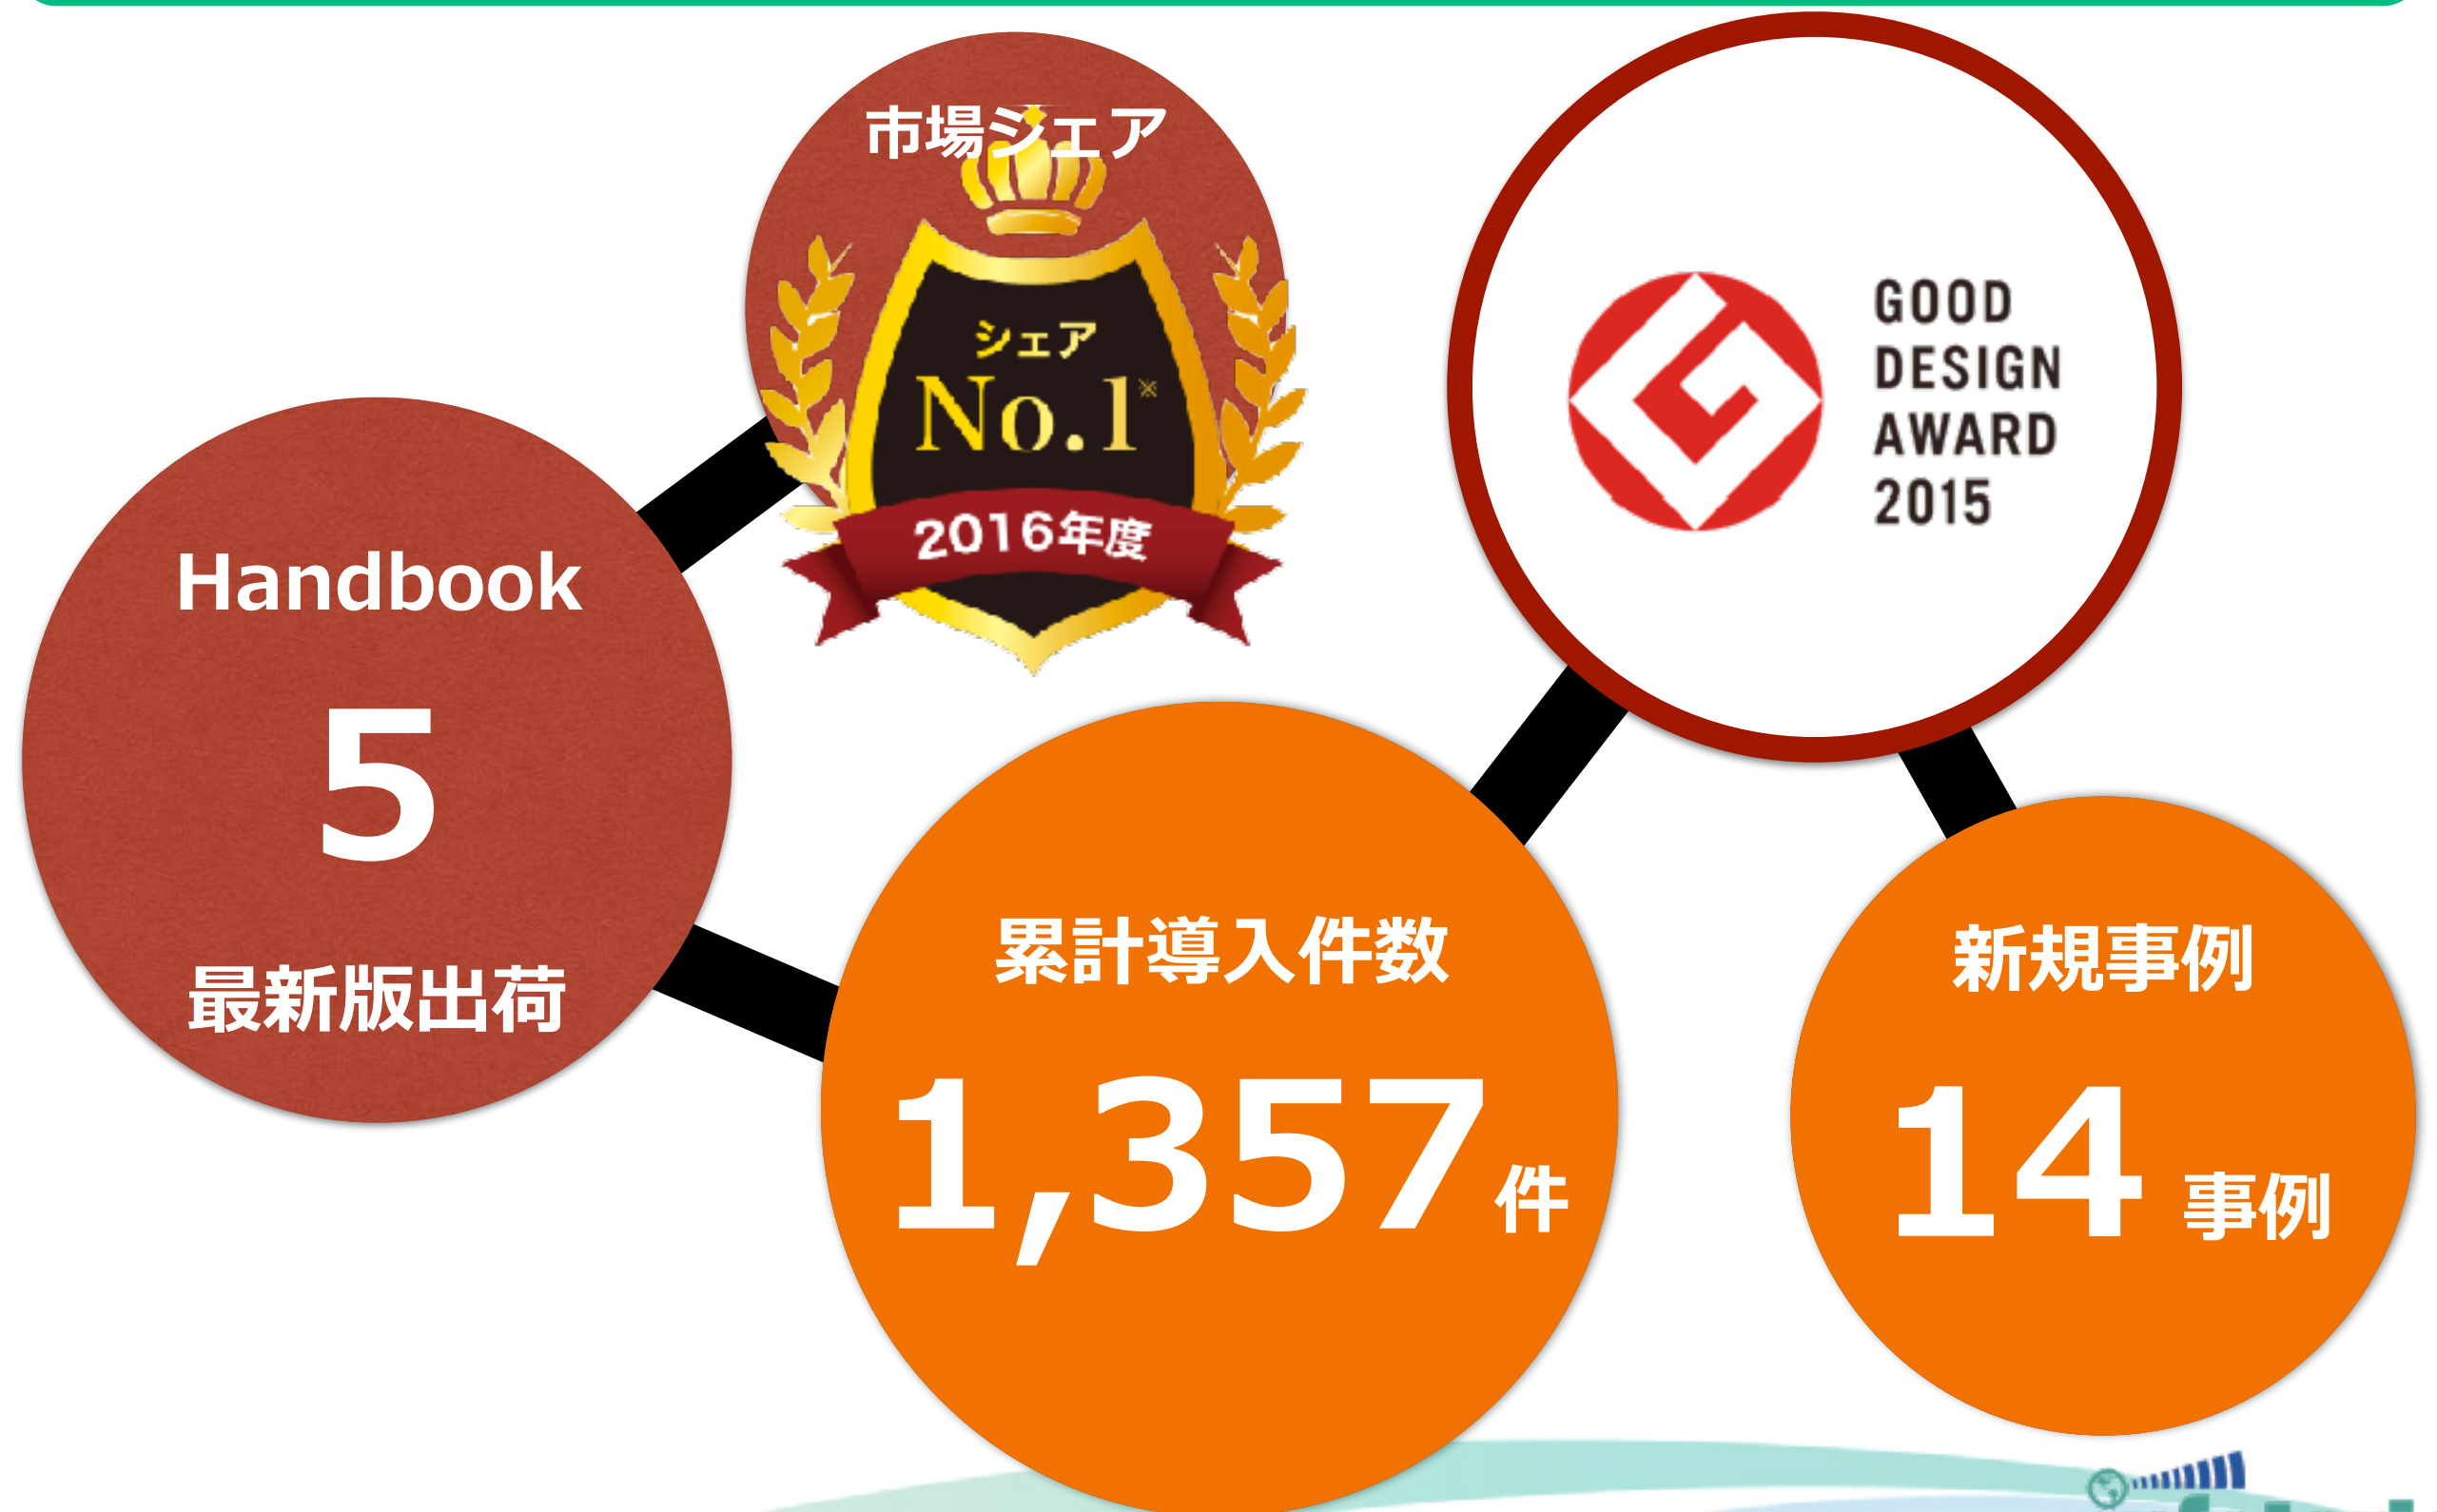 市場シェア
シェア
No.1※
2016年度
GOOD
DESIGN
AWARD
2015
Handbook
5
最新版出荷
累計導入件数
1,357件
新規事例
14 事例